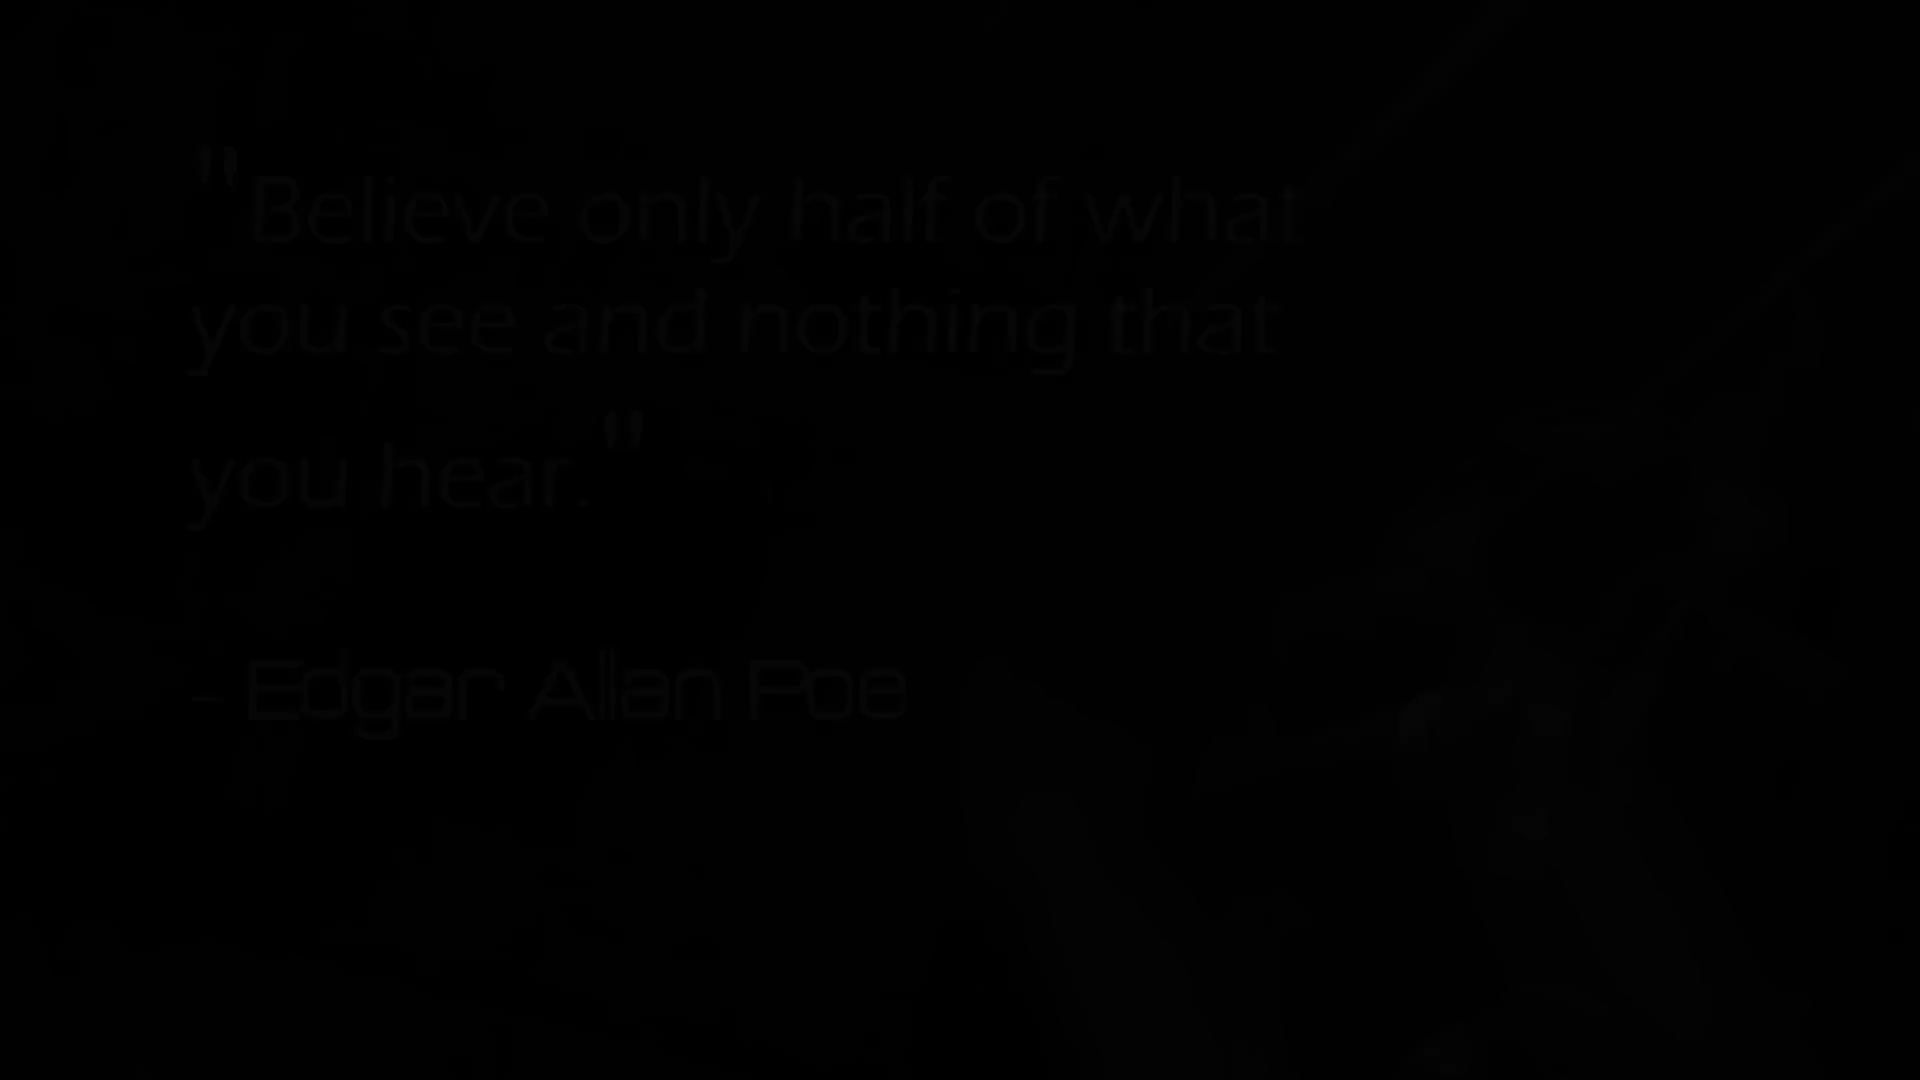 "Believe only half of what
you see and nothing that
you hear."
- Edgar Allan Poe